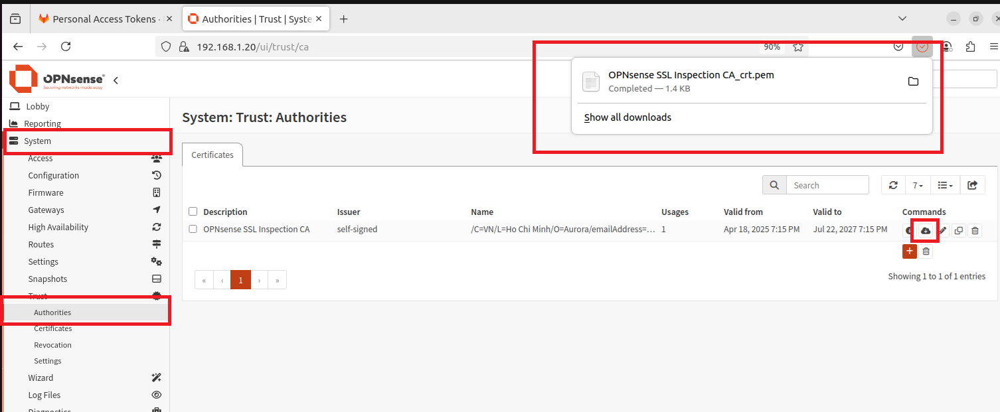 Personal Access Tokens ·
Authorities | Trust | Syste
192.168.1.20/ui/trust/ca
90%
OPNsense SSL Inspection CA_crt.pem
Completed — 1.4 KB
Show all downloads
OPNsense
Securing networks made easy
Lobby
Reporting
System
Access
Configuration
Firmware
Gateways
High Availability
Routes
Settings
Snapshots
Trust
Authorities
Certificates
Revocation
Settings
Wizard
Log Files
Diagnostics
System: Trust: Authorities
Certificates
Search
7
Description Issuer Name Usages Valid from Valid to Commands
OPNsense SSL Inspection CA self-signed /C=VN/L=Ho Chi Minh/O=Aurora/emailAddress=... 1 Apr 18, 2025 7:15 PM Jul 22, 2027 7:15 PM
« ‹ 1 › »
Showing 1 to 1 of 1 entries